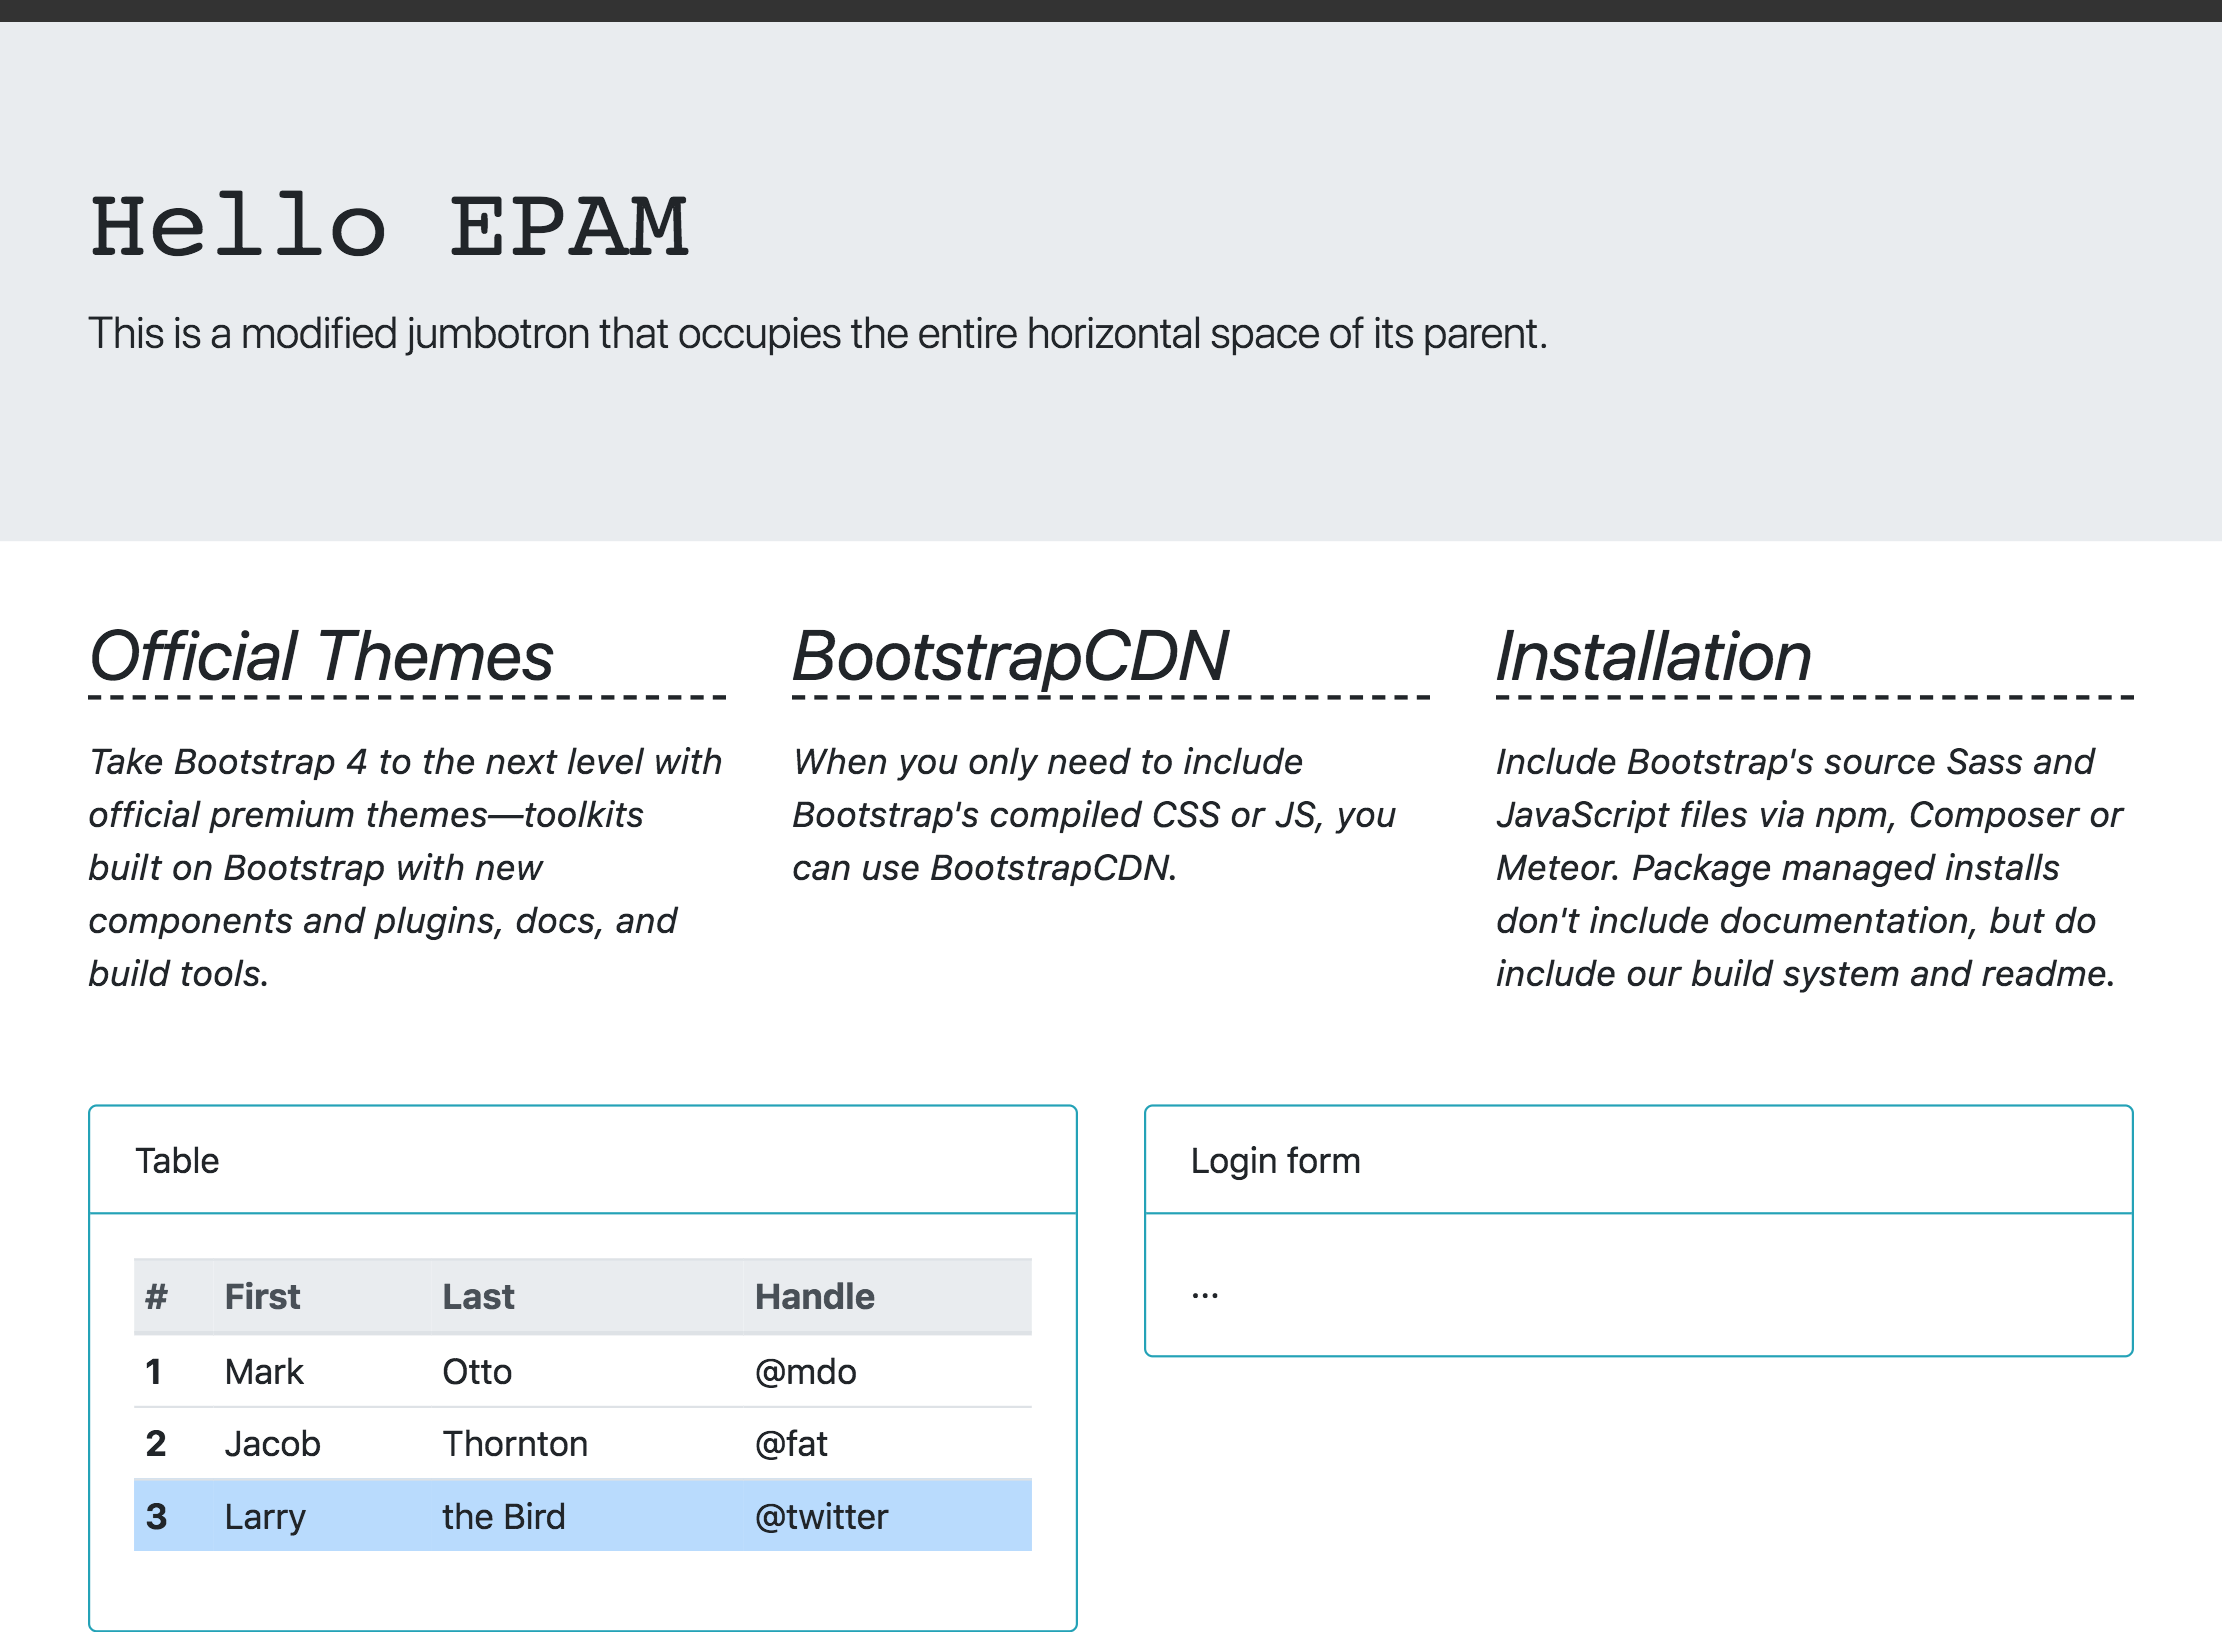 Hello EPAM
This is a modified jumbotron that occupies the entire horizontal space of its parent.
Official Themes
Take Bootstrap 4 to the next level with
official premium themes—toolkits
built on Bootstrap with new
components and plugins, docs, and
build tools.
BootstrapCDN
When you only need to include
Bootstrap's compiled CSS or JS, you
can use BootstrapCDN.
Installation
Include Bootstrap's source Sass and
JavaScript files via npm, Composer or
Meteor. Package managed installs
don't include documentation, but do
include our build system and readme.
Table
# First Last Handle
1 Mark Otto @mdo
2 Jacob Thornton @fat
3 Larry the Bird @twitter
Login form
...